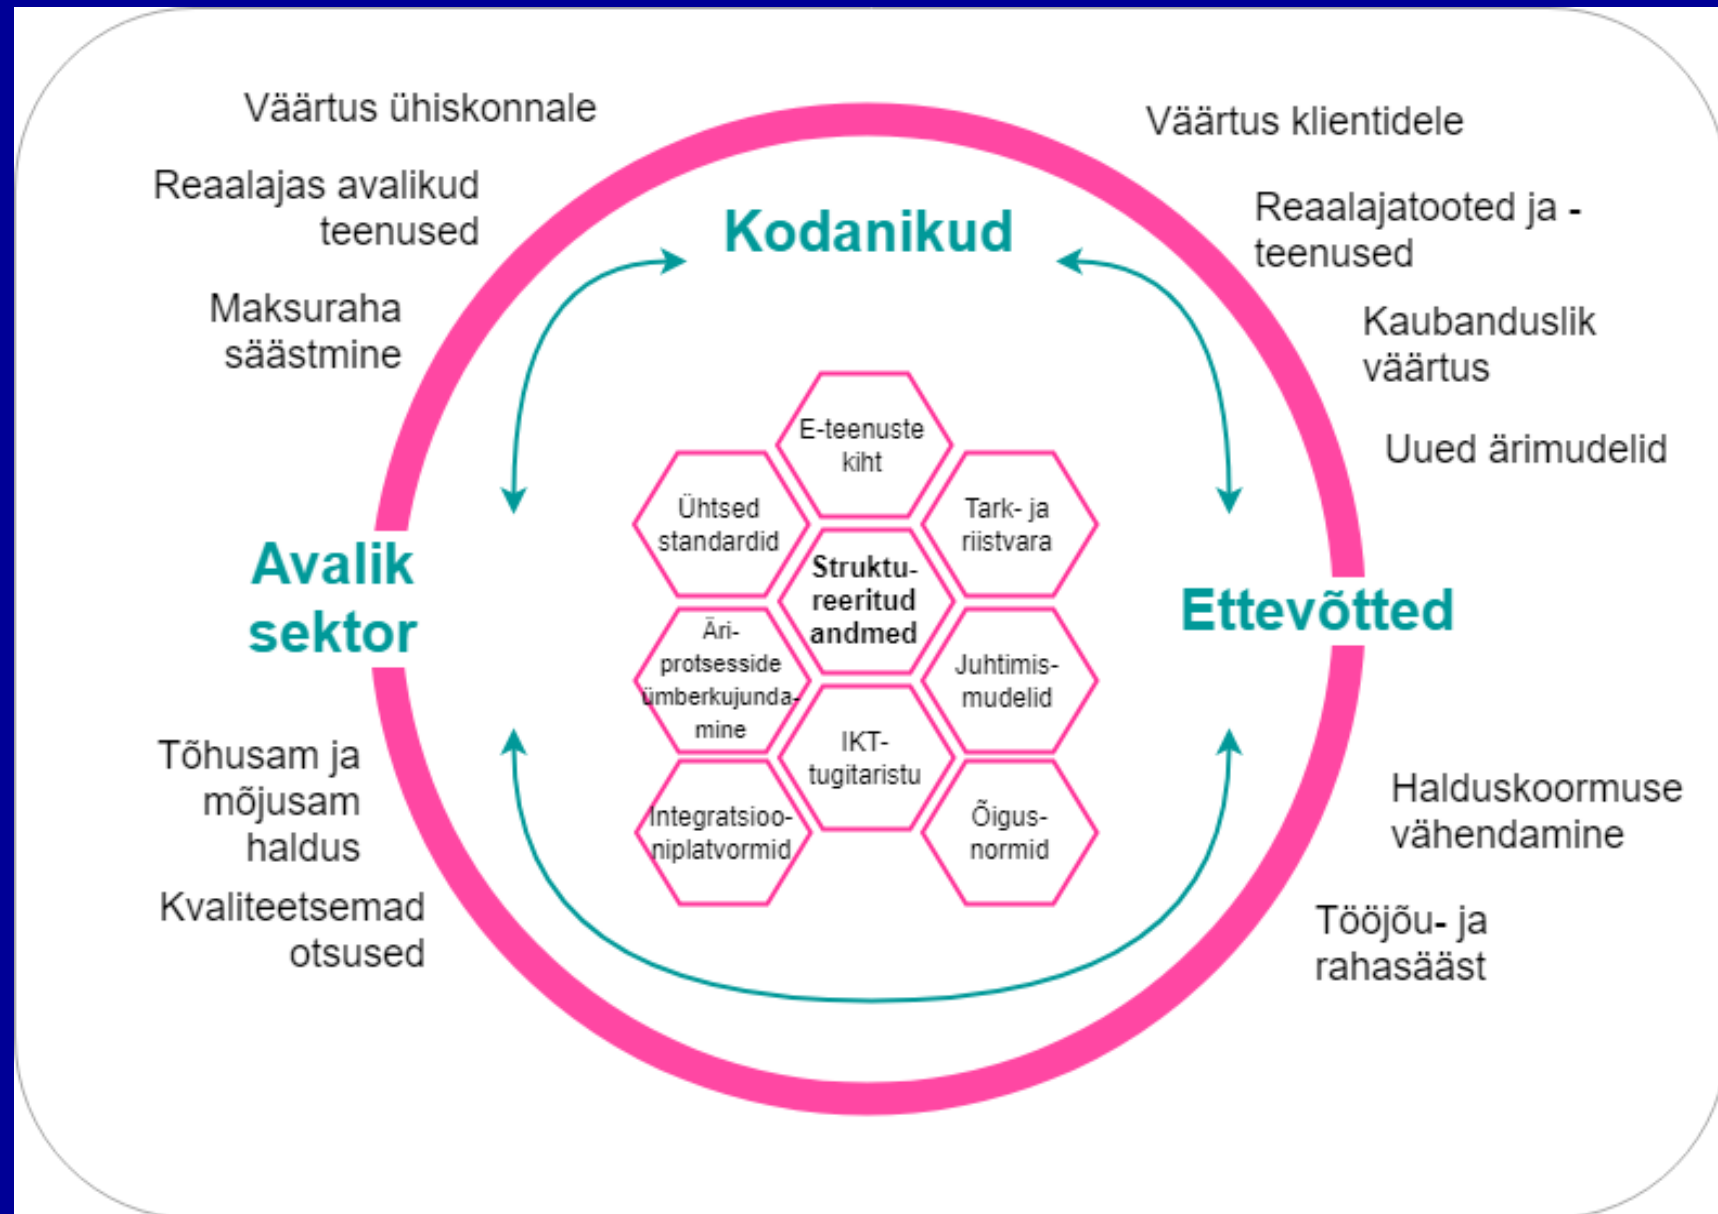 Väärtus ühiskonnale
Reaalajas avalikud
teenused
Maksuraha
säästmine
Väärtus klientidele
Reaalajatooted ja -
teenused
Kaubanduslik
väärtus
Uued ärimudelid
Kodanikud
Avalik
sektor
Ettevõtted
E-teenuste
kiht
Ühtsed
standardid
Tark- ja
riistvara
Struktu-
reeritud
andmed
Äri-
protsesside
ümberkujunda-
mine
Juhtimis-
mudelid
IKT-
tugitaristu
Integratsioo-
niplatvormid
Õigus-
normid
Tõhusam ja
mõjusam
haldus
Kvaliteetsemad
otsused
Halduskoormuse
vähendamine
Tööjõu- ja
rahasääst